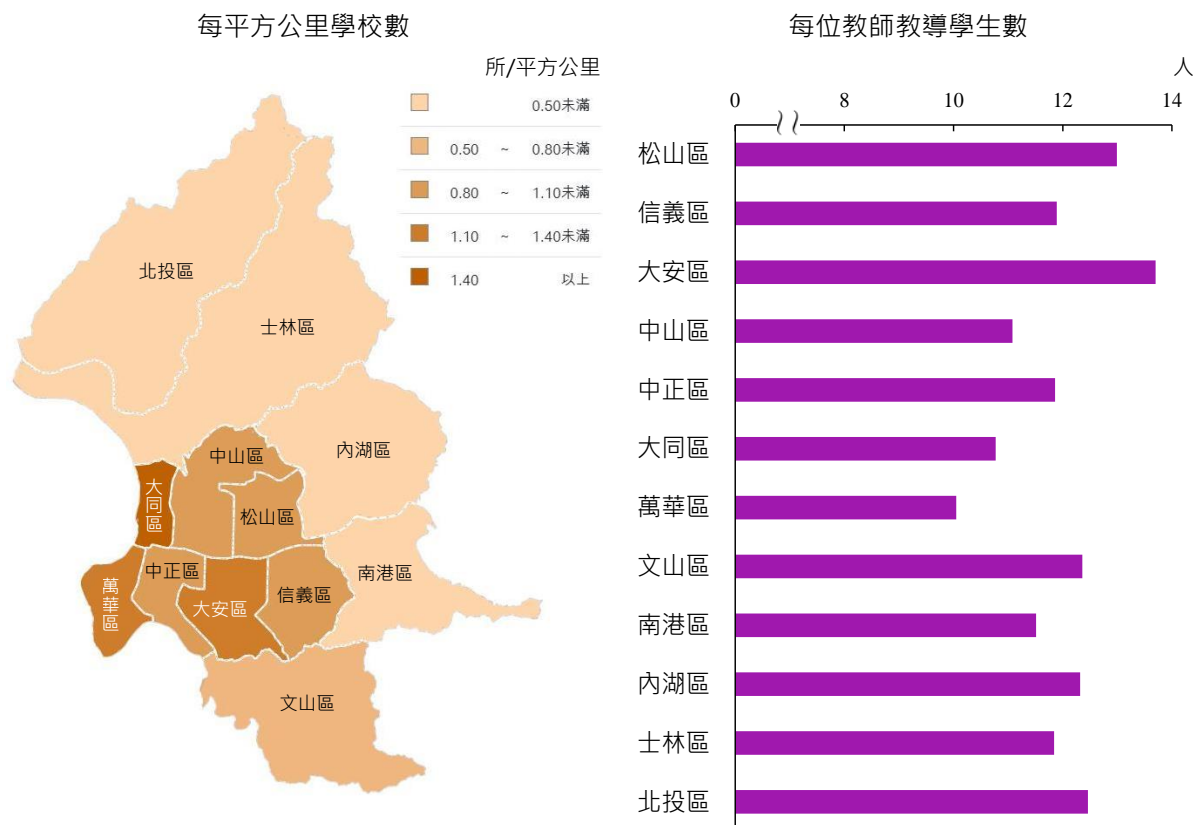 每平方公里學校數
所/平方公里
0.50未滿
0.50 ~ 0.80未滿
0.80 ~ 1.10未滿
1.10 ~ 1.40未滿
1.40 以上
北投區
士林區
內湖區
中山區
大同區
松山區
南港區
中正區
萬華區
大安區
信義區
文山區
每位教師教導學生數
人
0 8 10 12 14
松山區
信義區
大安區
中山區
中正區
大同區
萬華區
文山區
南港區
內湖區
士林區
北投區